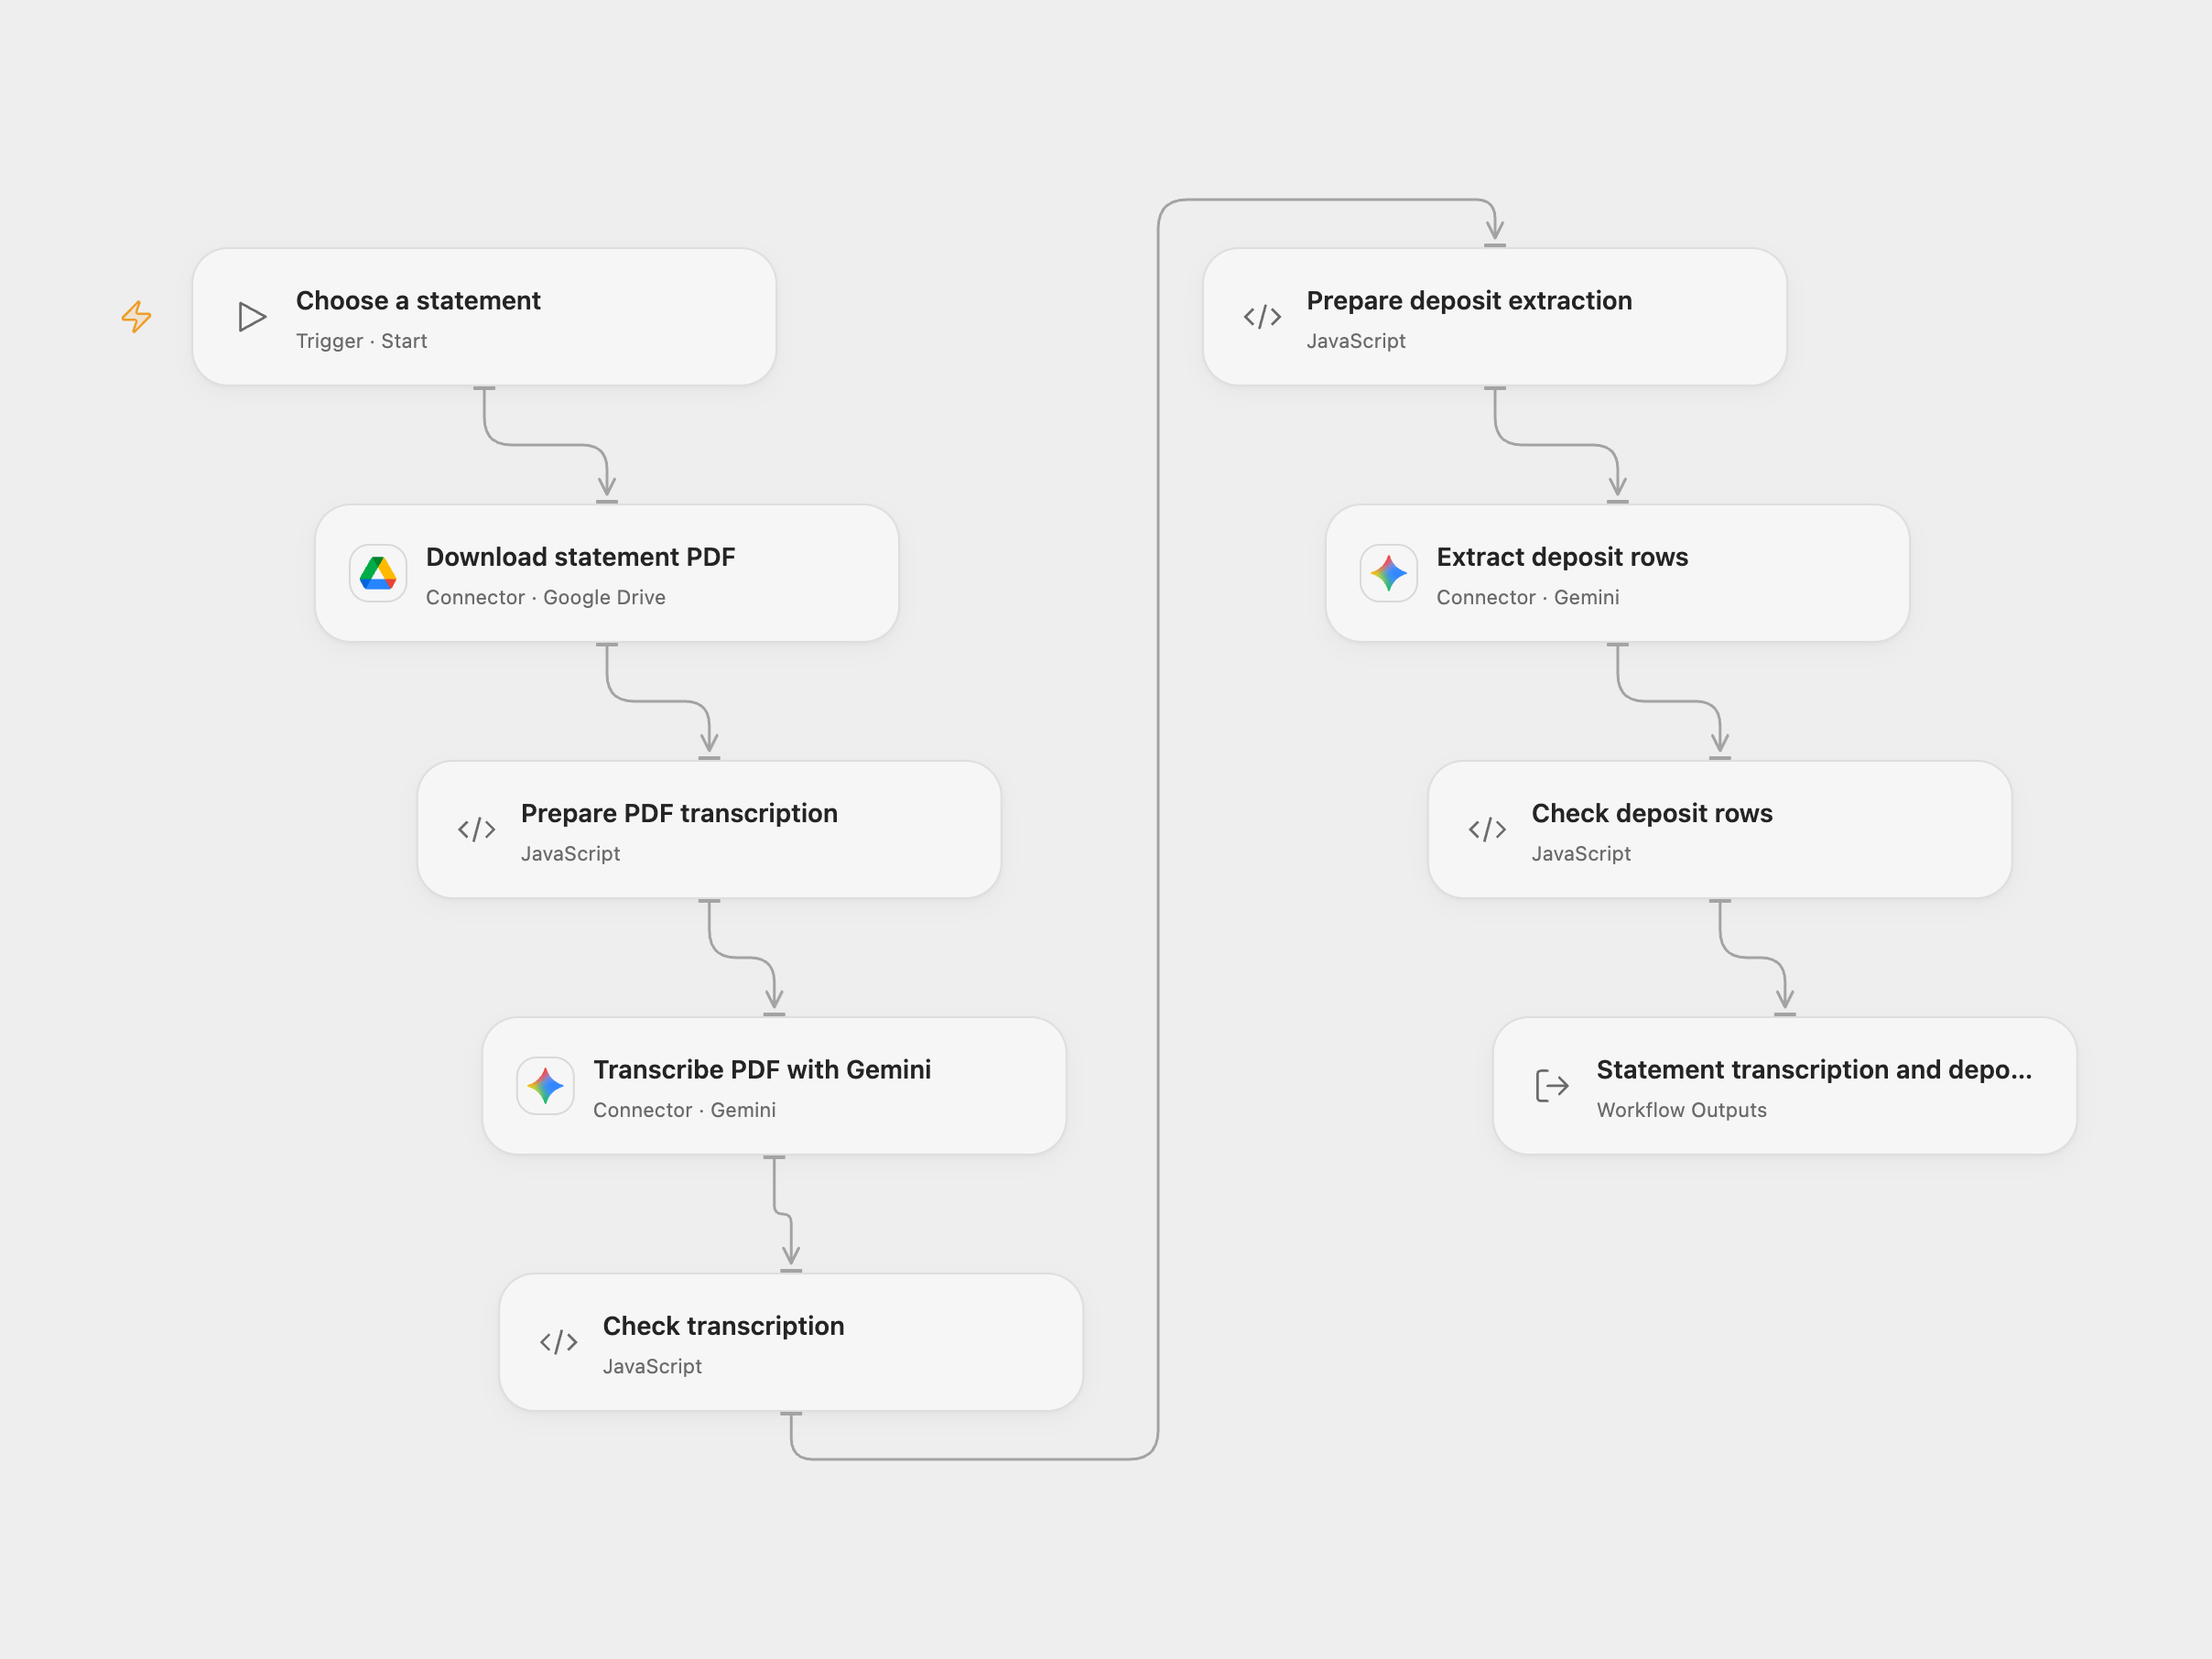 Choose a statement
Trigger · Start
Download statement PDF
Connector · Google Drive
Prepare PDF transcription
JavaScript
Transcribe PDF with Gemini
Connector · Gemini
Check transcription
JavaScript
Prepare deposit extraction
JavaScript
Extract deposit rows
Connector · Gemini
Check deposit rows
JavaScript
Statement transcription and depo...
Workflow Outputs